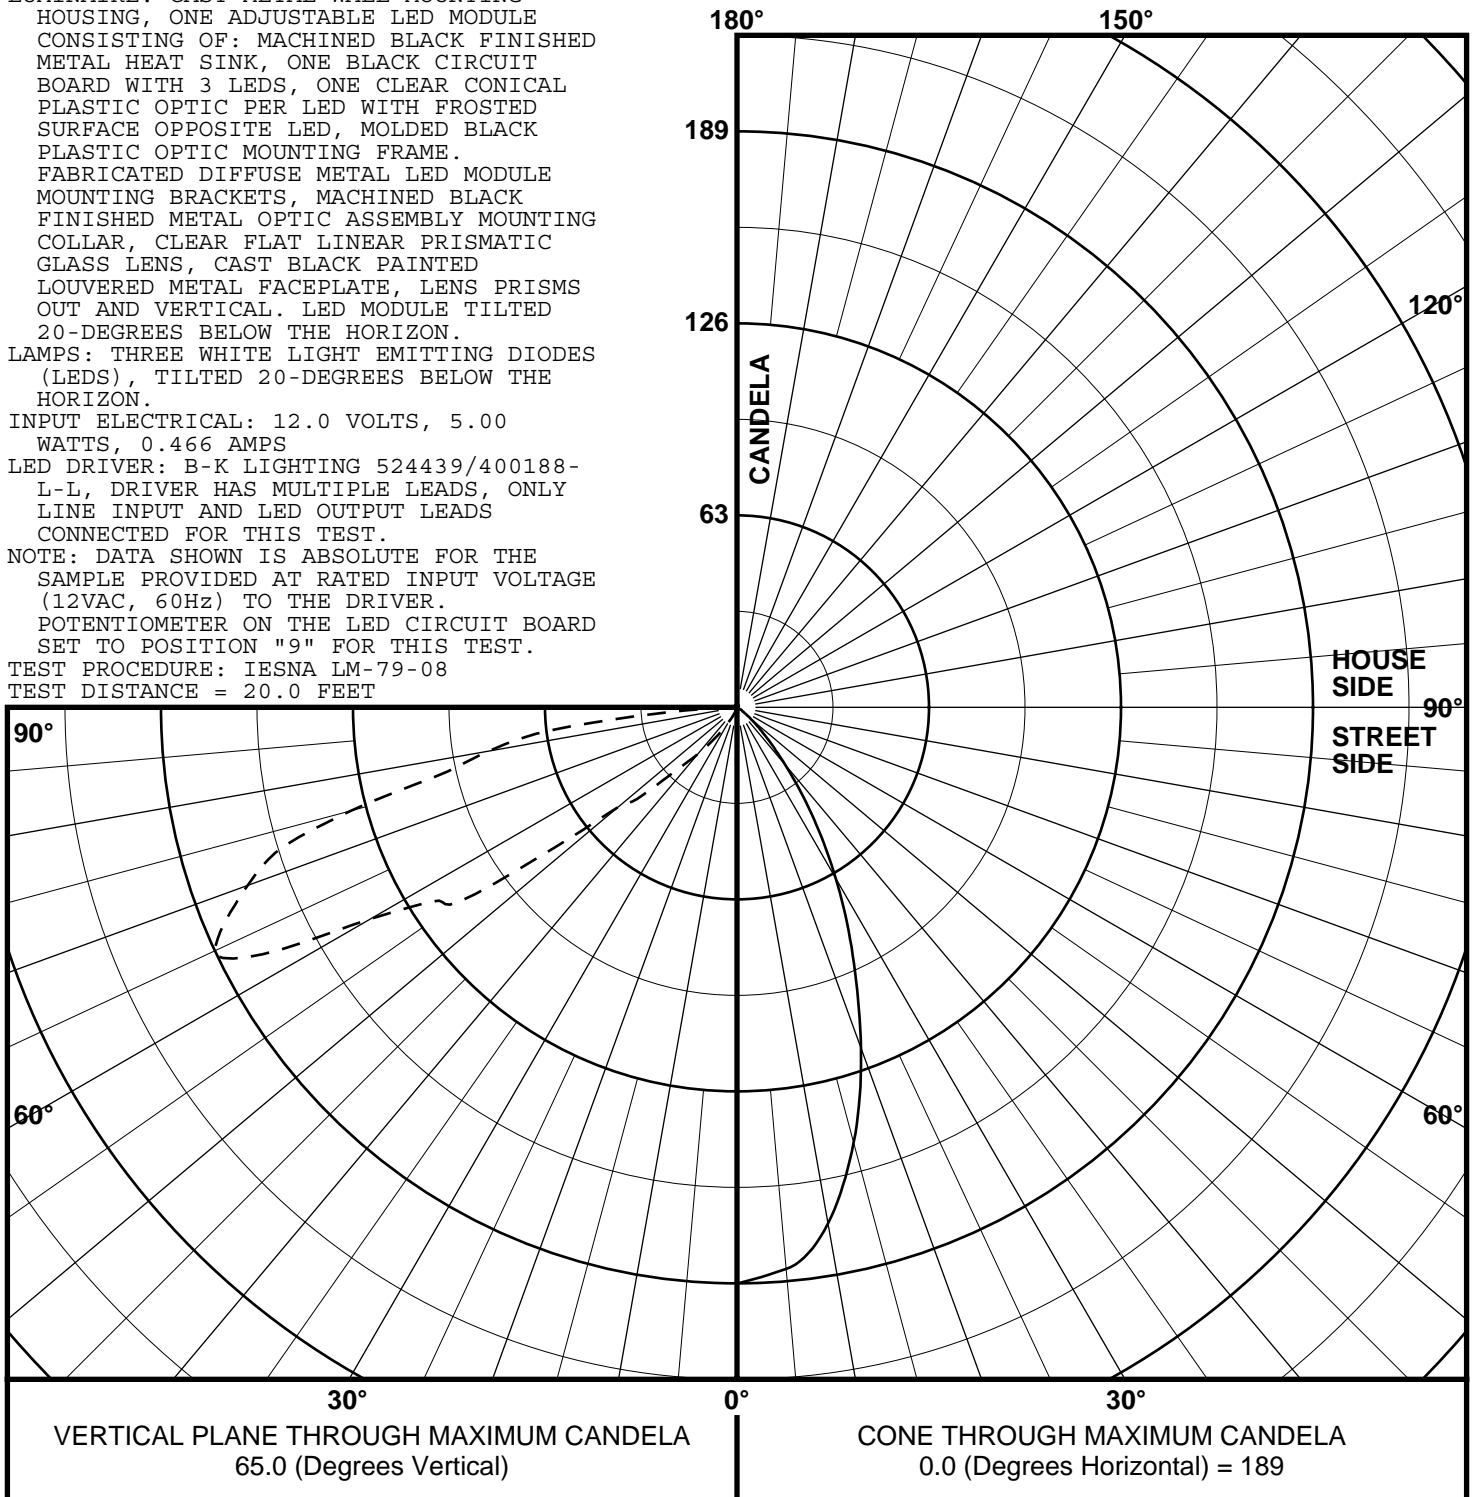 HOUSING, ONE ADJUSTABLE LED MODULE
CONSISTING OF: MACHINED BLACK FINISHED
METAL HEAT SINK, ONE BLACK CIRCUIT
BOARD WITH 3 LEDS, ONE CLEAR CONICAL
PLASTIC OPTIC PER LED WITH FROSTED
SURFACE OPPOSITE LED, MOLDED BLACK
PLASTIC OPTIC MOUNTING FRAME.
FABRICATED DIFFUSE METAL LED MODULE
MOUNTING BRACKETS, MACHINED BLACK
FINISHED METAL OPTIC ASSEMBLY MOUNTING
COLLAR, CLEAR FLAT LINEAR PRISMATIC
GLASS LENS, CAST BLACK PAINTED
LOUVERED METAL FACEPLATE, LENS PRISMS
OUT AND VERTICAL. LED MODULE TILTED
20-DEGREES BELOW THE HORIZON.
LAMPS: THREE WHITE LIGHT EMITTING DIODES
(LEDS), TILTED 20-DEGREES BELOW THE
HORIZON.
INPUT ELECTRICAL: 12.0 VOLTS, 5.00
WATTS, 0.466 AMPS
LED DRIVER: B-K LIGHTING 524439/400188-
L-L, DRIVER HAS MULTIPLE LEADS, ONLY
LINE INPUT AND LED OUTPUT LEADS
CONNECTED FOR THIS TEST.
NOTE: DATA SHOWN IS ABSOLUTE FOR THE
SAMPLE PROVIDED AT RATED INPUT VOLTAGE
(12VAC, 60Hz) TO THE DRIVER.
POTENTIOMETER ON THE LED CIRCUIT BOARD
SET TO POSITION "9" FOR THIS TEST.
TEST PROCEDURE: IESNA LM-79-08
TEST DISTANCE = 20.0 FEET
180°
150°
189
120°
126
CANDELA
63
HOUSE
SIDE
90°
90°
STREET
SIDE
60°
60°
30°
0°
30°
VERTICAL PLANE THROUGH MAXIMUM CANDELA
65.0 (Degrees Vertical)
CONE THROUGH MAXIMUM CANDELA
0.0 (Degrees Horizontal) = 189